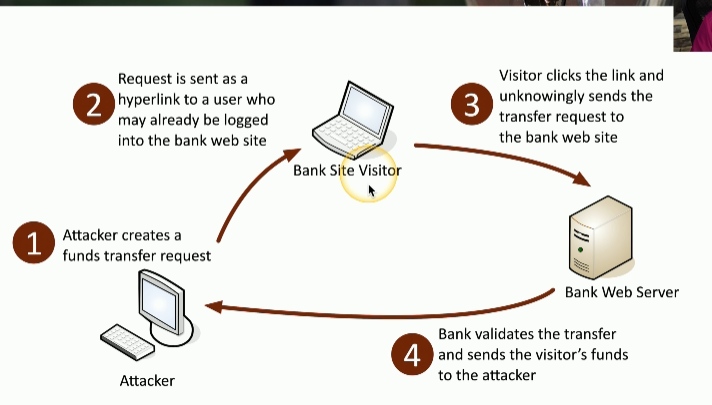 1
Attacker creates a
funds transfer request
Attacker
2
Request is sent as a
hyperlink to a user who
may already be logged
into the bank web site
Bank Site Visitor
3
Visitor clicks the link and
unknowingly sends the
transfer request to
the bank web site
Bank Web Server
4
Bank validates the transfer
and sends the visitor's funds
to the attacker